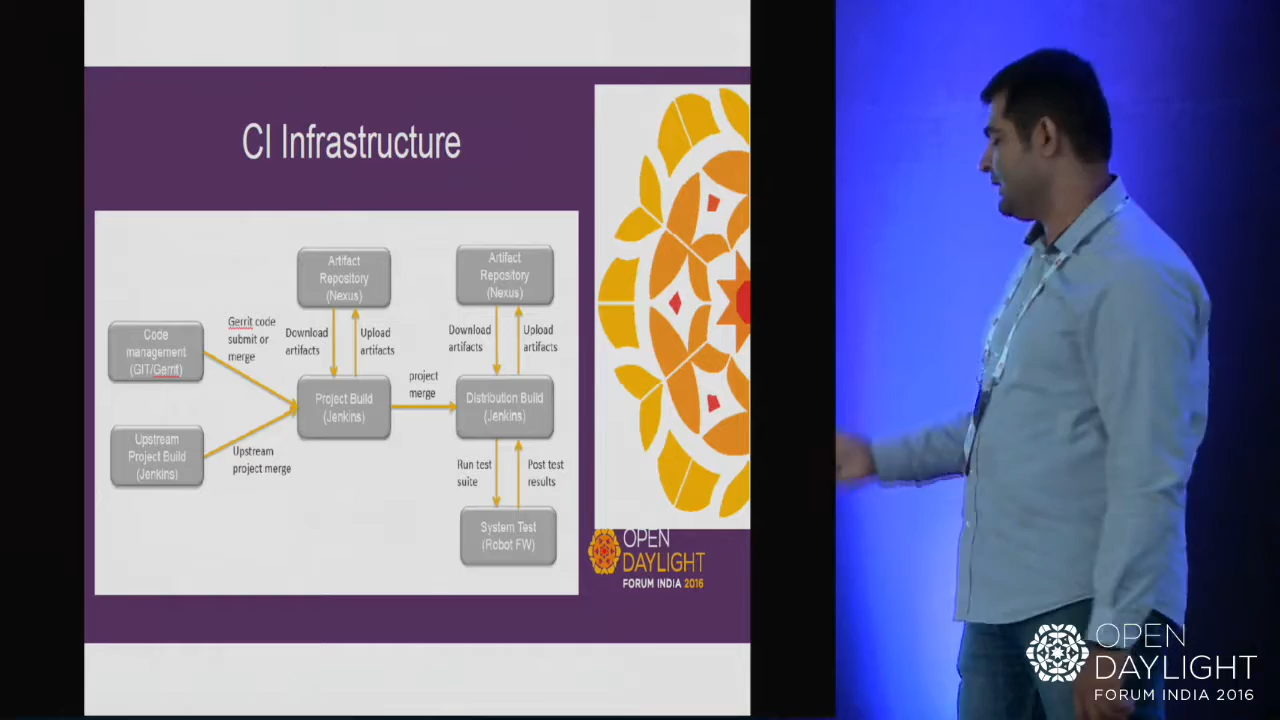 CI Infrastructure
Artifact
Repository
(Nexus)
Artifact
Repository
(Nexus)
Code
management
(GIT/Gerrit)
Gerrit code
submit or
merge
Download
artifacts
Upload
artifacts
Download
artifacts
Upload
artifacts
Project Build
(Jenkins)
project
merge
Distribution Build
(Jenkins)
Upstream
Project Build
(Jenkins)
Upstream
project merge
Run test
suite
Post test
results
System Test
(Robot FW)
OPEN
DAYLIGHT
FORUM INDIA 2016
OPEN
DAYLIGHT
FORUM INDIA 2016